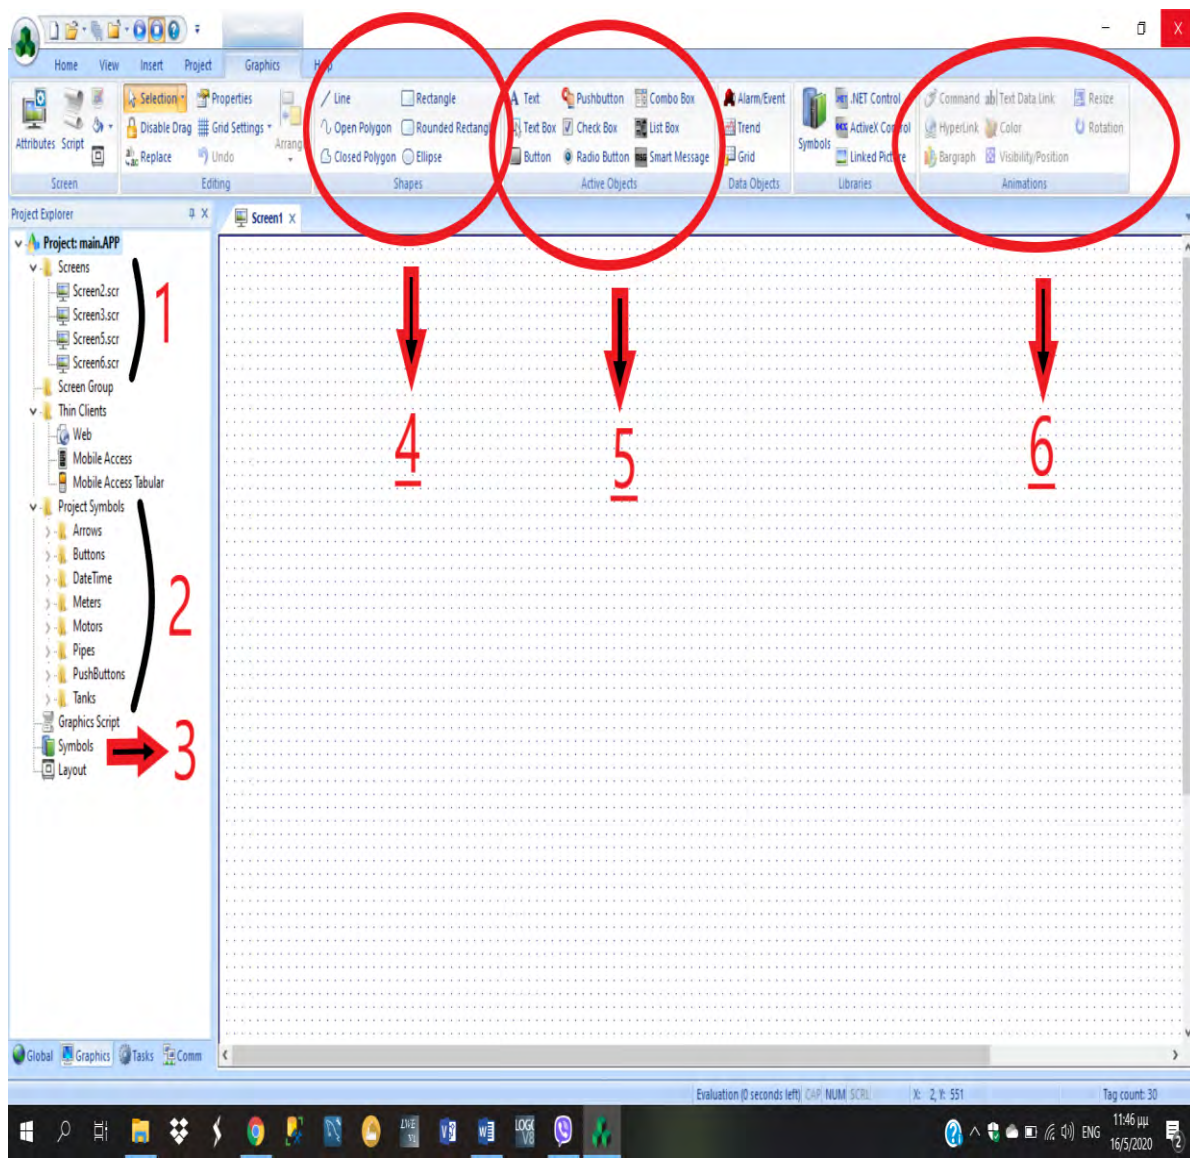 Home View Insert Project Graphics
Attributes Script
Selection Properties
Disable Drag Grid Settings
Replace Undo
Line Rectangle
Open Polygon Rounded Rectangle
Closed Polygon Ellipse
Text Pushbutton Combo Box
Text Box Check Box List Box
Button Radio Button Smart Message
Alarm/Event
Trend
Grid
Symbols
.NET Control
ActiveX Control
Linked Picture
Command Text Data Link Resize
HyperLink Color Rotation
Bargraph Visibility/Position
Screen Editing Shapes Active Objects Data Objects Libraries Animations
Project Explorer
Screen1
Project: main.APP
Screens
Screen2.scr
Screen3.scr
Screen5.scr
Screen6.scr
Screen Group
Thin Clients
Web
Mobile Access
Mobile Access Tabular
Project Symbols
Arrows
Buttons
DateTime
Meters
Motors
Pipes
PushButtons
Tanks
Graphics Script
Symbols
Layout
1
2
3
4
5
6
Global Graphics Tasks Comm
Evaluation (0 seconds left) CAP NUM SCRL X: 2, Y: 551 Tag count: 30
ENG
11:46 μμ
16/5/2020